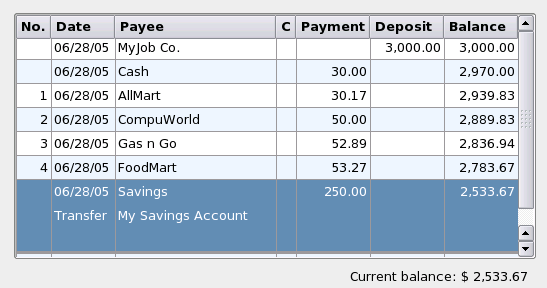 No. Date Payee C Payment Deposit Balance
06/28/05 MyJob Co. 3,000.00 3,000.00
06/28/05 Cash 30.00 2,970.00
1 06/28/05 AllMart 30.17 2,939.83
2 06/28/05 CompuWorld 50.00 2,889.83
3 06/28/05 Gas n Go 52.89 2,836.94
4 06/28/05 FoodMart 53.27 2,783.67
06/28/05 Savings 250.00 2,533.67
Transfer My Savings Account
Current balance: $ 2,533.67